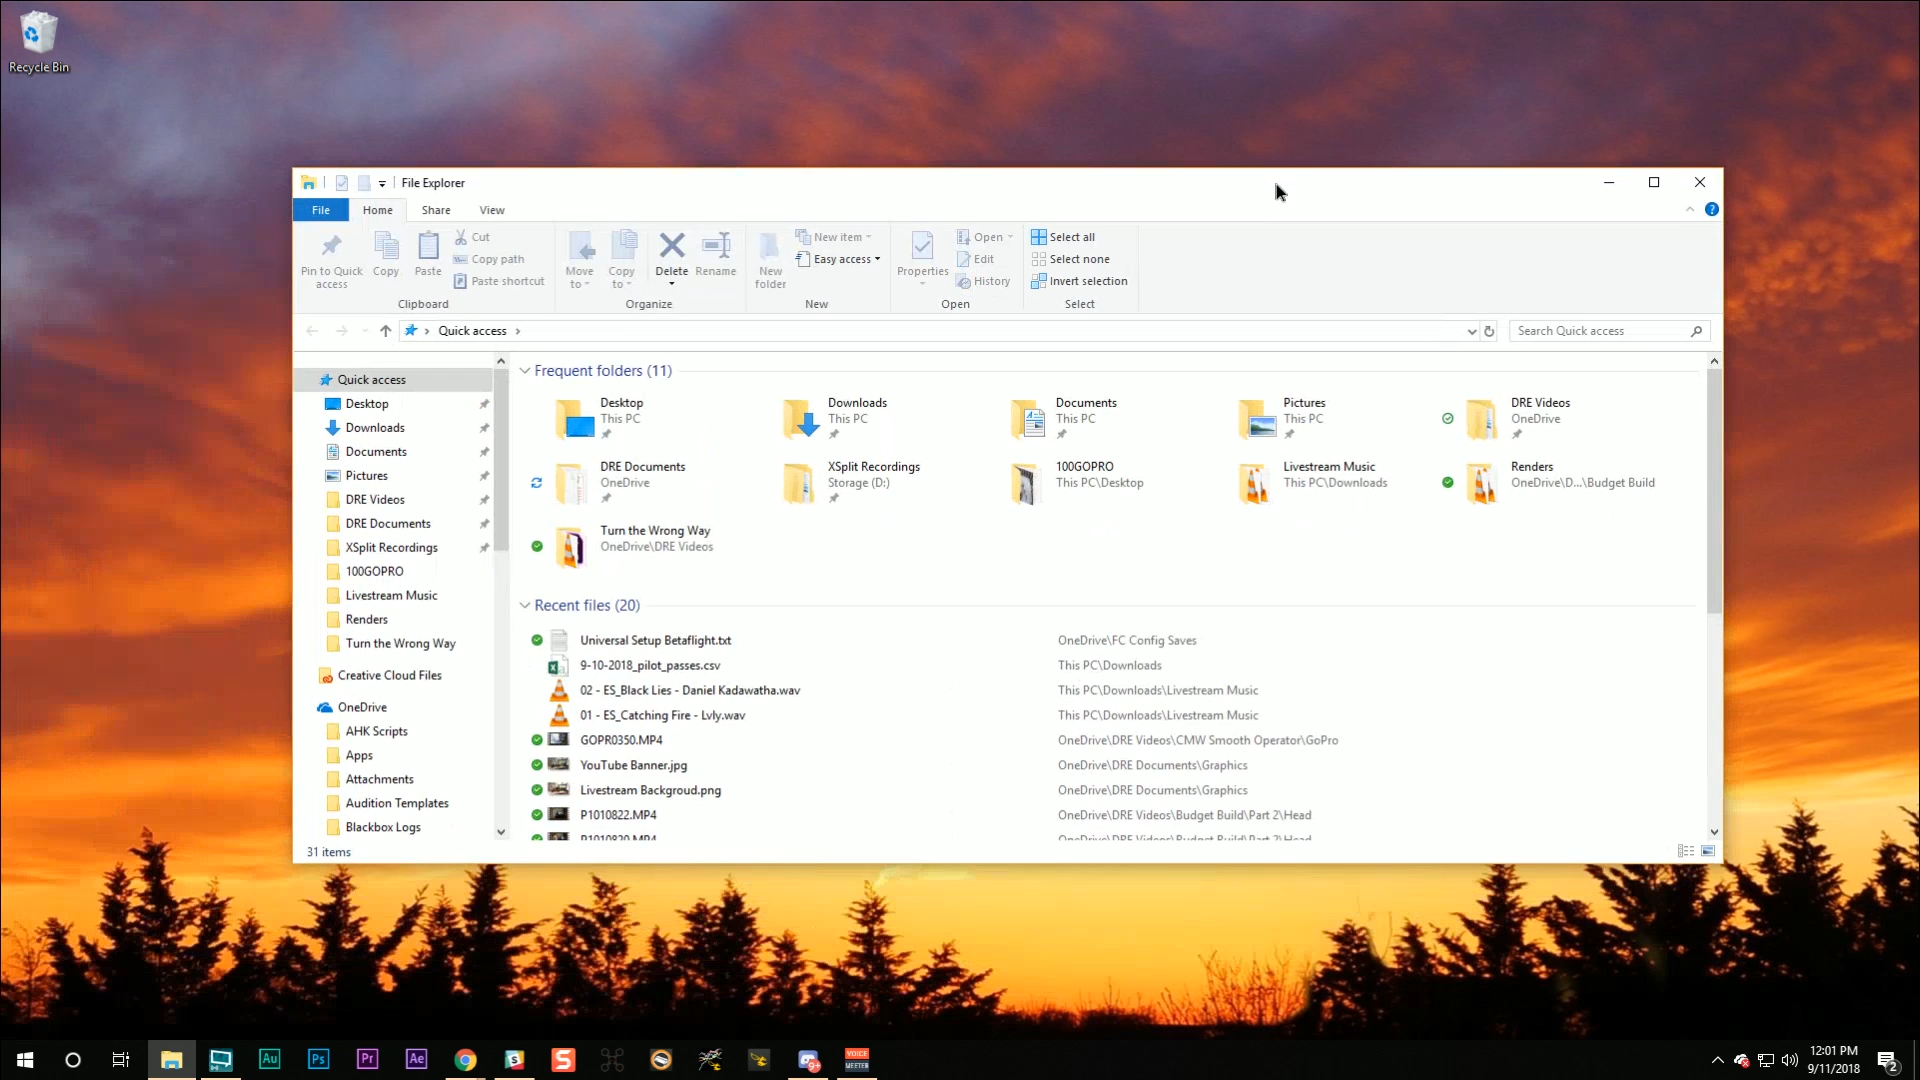 Recycle Bin
File Explorer
File Home Share View
Pin to Quick access
Copy
Paste
Cut
Copy path
Paste shortcut
Clipboard
Move to
Copy to
Delete
Rename
Organize
New folder
New item
Easy access
New
Properties
Open
Edit
History
Open
Select all
Select none
Invert selection
Select
Quick access
Search Quick access
Quick access
Desktop
Downloads
Documents
Pictures
DRE Videos
DRE Documents
XSplit Recordings
100GOPRO
Livestream Music
Renders
Turn the Wrong Way
Creative Cloud Files
OneDrive
AHK Scripts
Apps
Attachments
Audition Templates
Blackbox Logs
Frequent folders (11)
Desktop
This PC
Downloads
This PC
Documents
This PC
Pictures
This PC
DRE Videos
OneDrive
DRE Documents
OneDrive
XSplit Recordings
Storage (D:)
100GOPRO
This PC\Desktop
Livestream Music
This PC\Downloads
Renders
OneDrive\D...\Budget Build
Turn the Wrong Way
OneDrive\DRE Videos
Recent files (20)
Universal Setup Betaflight.txt OneDrive\FC Config Saves
9-10-2018_pilot_passes.csv This PC\Downloads
02 - ES_Black Lies - Daniel Kadawatha.wav This PC\Downloads\Livestream Music
01 - ES_Catching Fire - Lvly.wav This PC\Downloads\Livestream Music
GOPR0350.MP4 OneDrive\DRE Videos\CMW Smooth Operator\GoPro
YouTube Banner.jpg OneDrive\DRE Documents\Graphics
Livestream Backgroud.png OneDrive\DRE Documents\Graphics
P1010822.MP4 OneDrive\DRE Videos\Budget Build\Part 2\Head
P1010820.MP4 OneDrive\DRE Videos\Budget Build\Part 2\Head
31 items
Au Ps Pr Ae S 9+ VOICE
MEETER
12:01 PM
9/11/2018
2